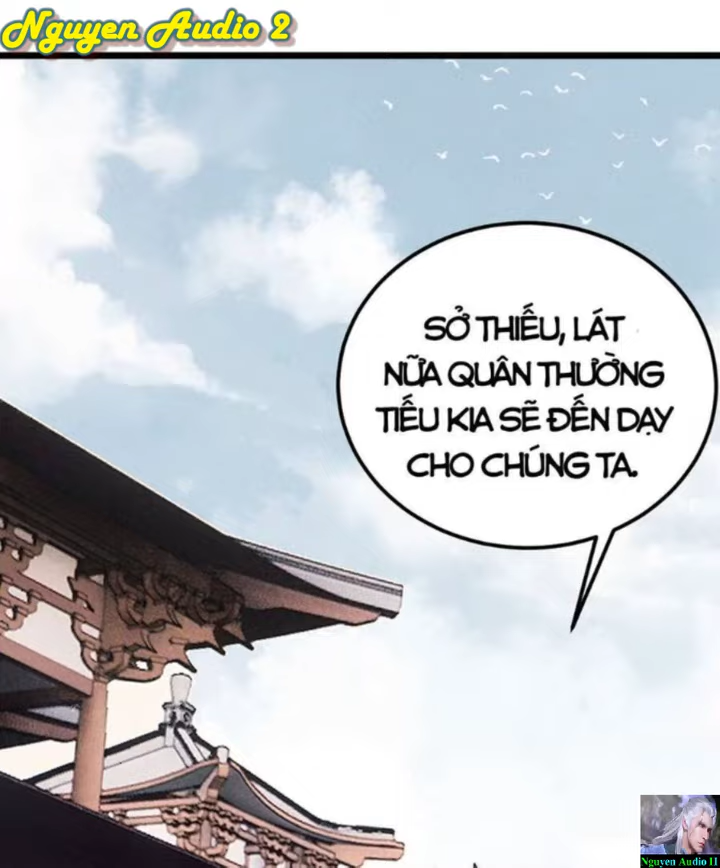 Nguyen Audio 2
SỞ THIẾU, LÁT
NỮA QUÂN THƯỜNG
TIẾU KIA SẼ ĐẾN DẠY
CHO CHÚNG TA.
Nguyen Audio II